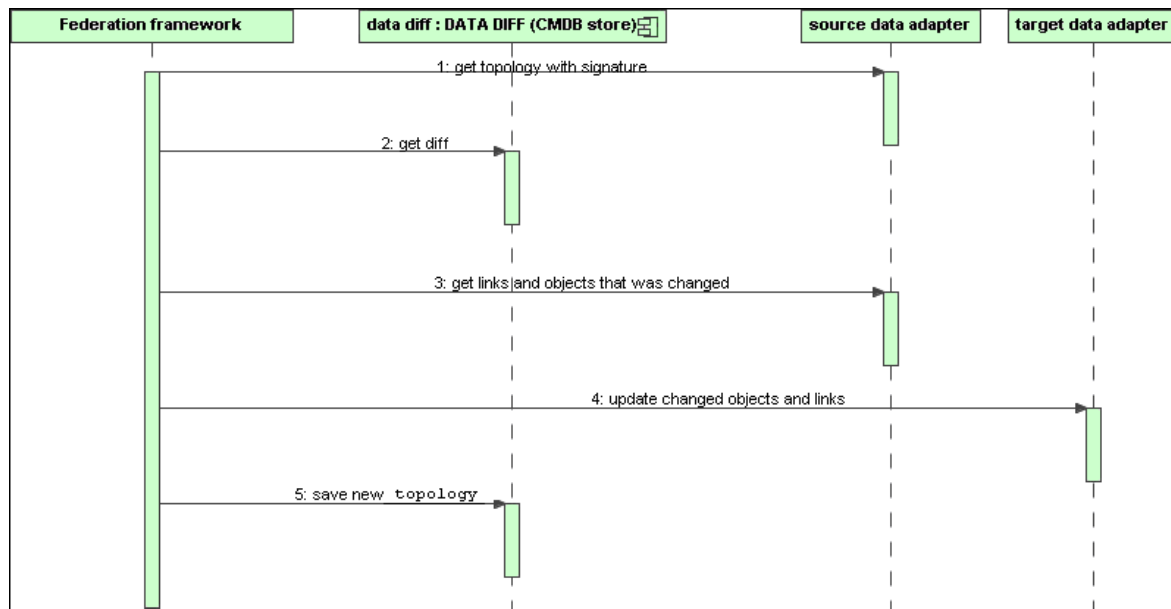 Federation framework
data diff : DATA DIFF (CMDB store)
source data adapter
target data adapter
1: get topology with signature
2: get diff
3: get links and objects that was changed
4: update changed objects and links
5: save new topology